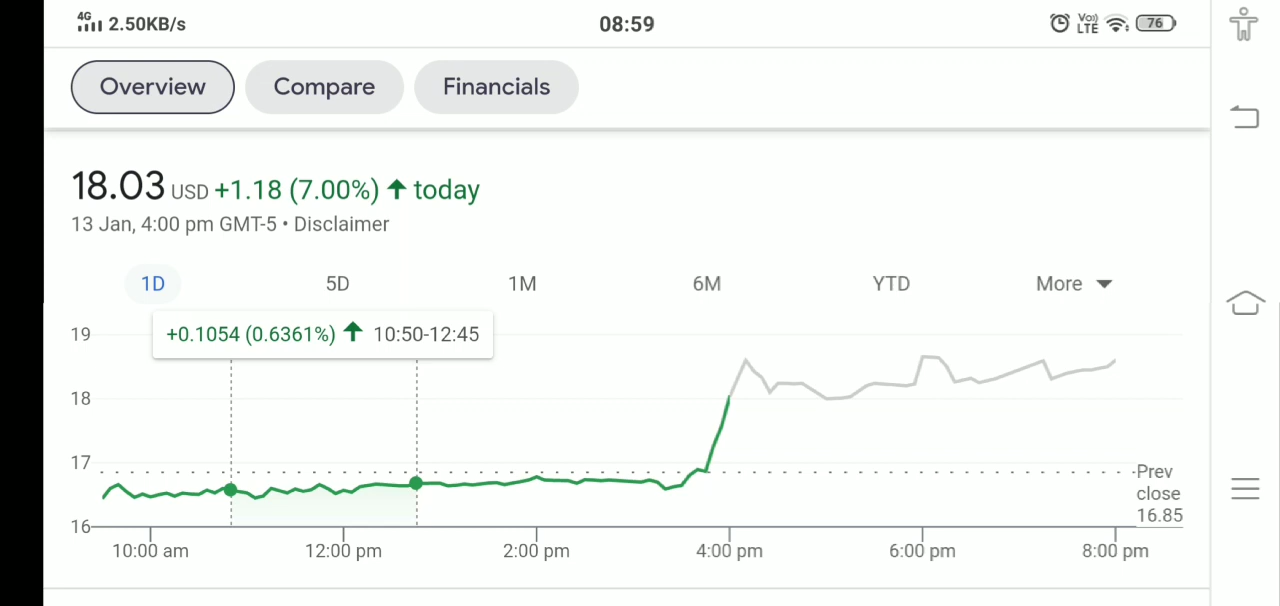 4G 2.50KB/s 08:59 Vo)) LTE 76
Overview Compare Financials
18.03 USD +1.18 (7.00%) ↑ today
13 Jan, 4:00 pm GMT-5 • Disclaimer
1D 5D 1M 6M YTD More
+0.1054 (0.6361%) ↑ 10:50-12:45
19
18
17
Prev
close
16.85
16
10:00 am 12:00 pm 2:00 pm 4:00 pm 6:00 pm 8:00 pm